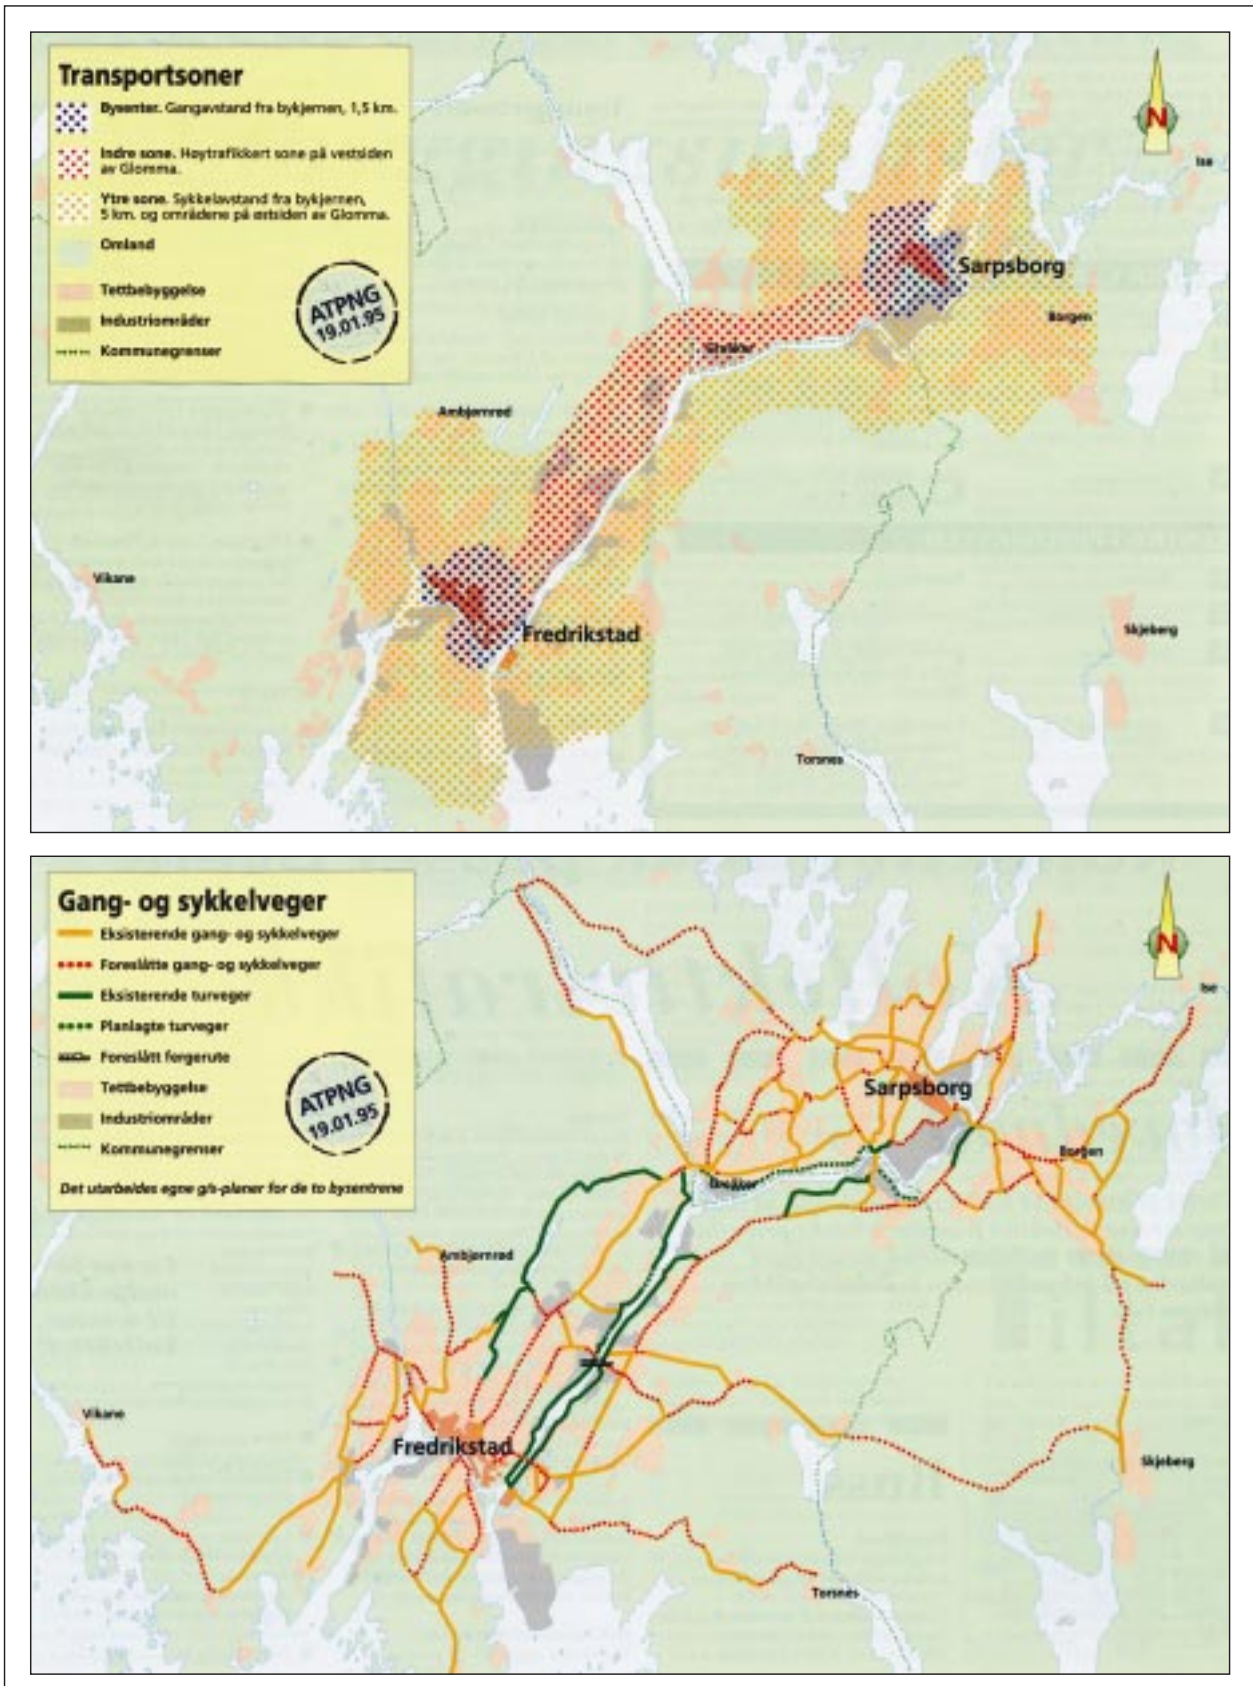 Transportsoner
Bysenter. Gangavstand fra bykjernen, 1,5 km.
Indre sone. Høytrafikkert sone på vestsiden
av Glomma.
Ytre sone. Sykkelavstand fra bykjernen,
5 km. og områdene på østsiden av Glomma.
Omland
Tettbebyggelse
Industriområder
Kommunegrenser
ATPNG
19.01.95
N
Ise
Sarpsborg
Borgen
Greåker
Ambjørnrød
Vikane
Fredrikstad
Skjeberg
Torsnes
Gang- og sykkelveger
Eksisterende gang- og sykkelveger
Foreslåtte gang- og sykkelveger
Eksisterende turveger
Planlagte turveger
Foreslått fergerute
Tettbebyggelse
Industriområder
Kommunegrenser
Det utarbeides egne g/s-planer for de to bysentrene
ATPNG
19.01.95
N
Ise
Sarpsborg
Borgen
Greåker
Ambjørnrød
Vikane
Fredrikstad
Skjeberg
Torsnes